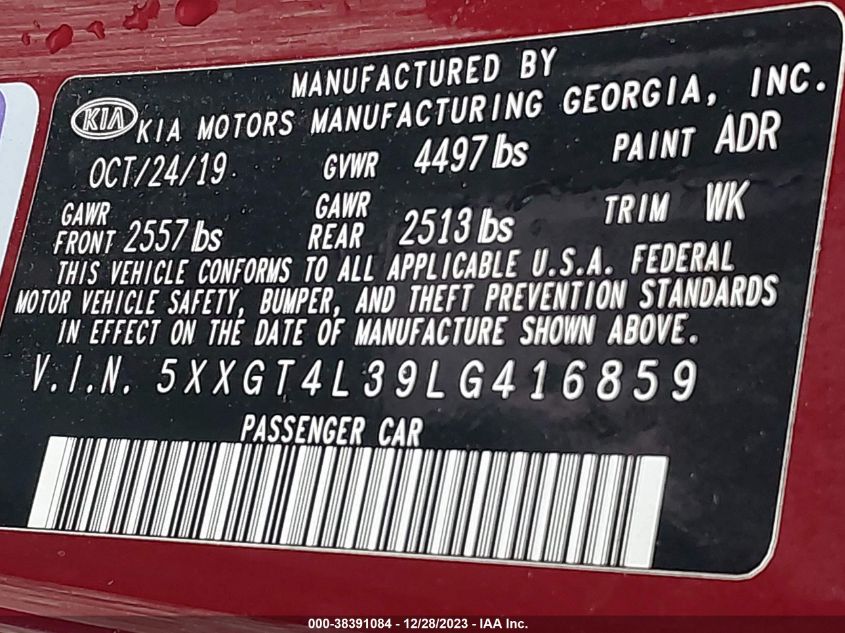 MANUFACTURED BY
KIA KIA MOTORS MANUFACTURING GEORGIA, INC.
OCT/24/19 GVWR 4497 lbs PAINT ADR
GAWR FRONT 2557 lbs GAWR REAR 2513 lbs TRIM WK
THIS VEHICLE CONFORMS TO ALL APPLICABLE U.S.A. FEDERAL
MOTOR VEHICLE SAFETY, BUMPER, AND THEFT PREVENTION STANDARDS
IN EFFECT ON THE DATE OF MANUFACTURE SHOWN ABOVE.
V.I.N. 5XXGT4L39LG416859
PASSENGER CAR
000-38391084 - 12/28/2023 - IAA Inc.